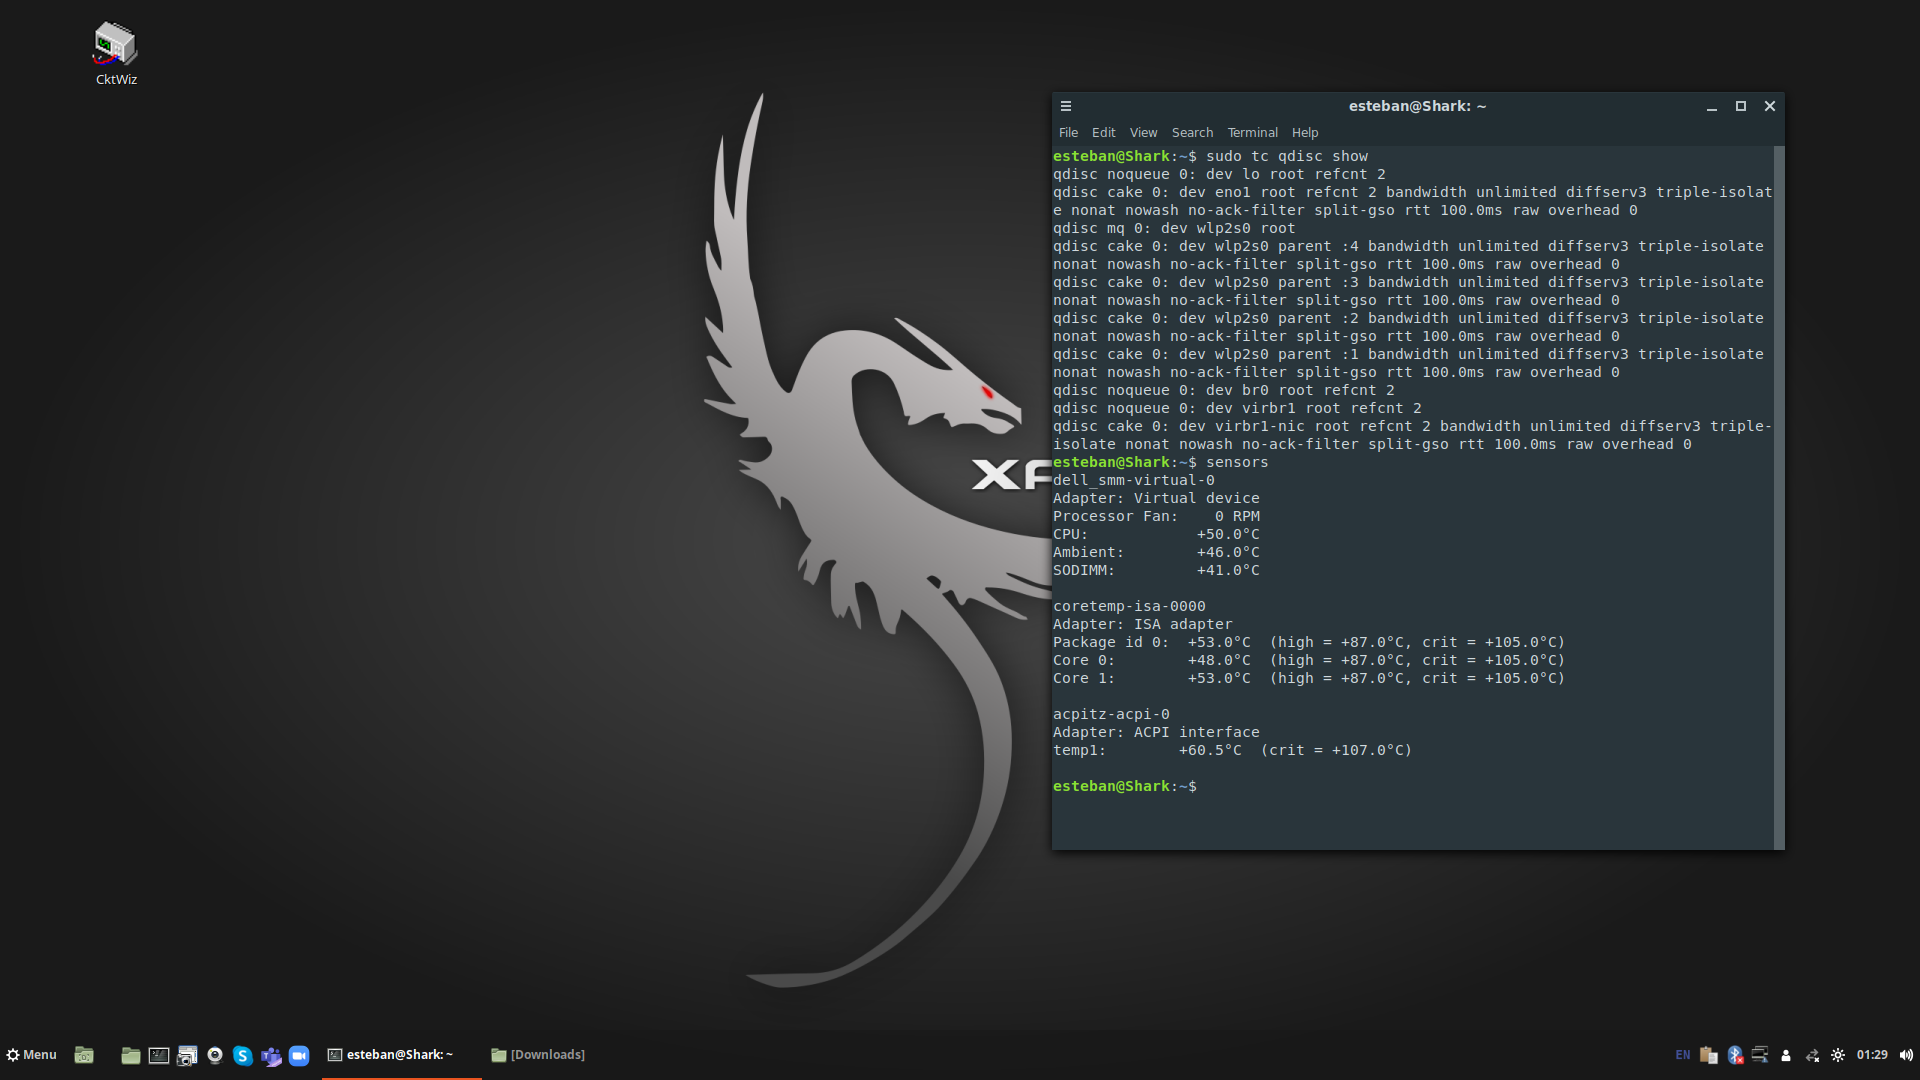 CktWiz
XF
esteban@Shark: ~
File Edit View Search Terminal Help
esteban@Shark:~$ sudo tc qdisc show
qdisc noqueue 0: dev lo root refcnt 2
qdisc cake 0: dev eno1 root refcnt 2 bandwidth unlimited diffserv3 triple-isolat
e nonat nowash no-ack-filter split-gso rtt 100.0ms raw overhead 0
qdisc mq 0: dev wlp2s0 root
qdisc cake 0: dev wlp2s0 parent :4 bandwidth unlimited diffserv3 triple-isolate
nonat nowash no-ack-filter split-gso rtt 100.0ms raw overhead 0
qdisc cake 0: dev wlp2s0 parent :3 bandwidth unlimited diffserv3 triple-isolate
nonat nowash no-ack-filter split-gso rtt 100.0ms raw overhead 0
qdisc cake 0: dev wlp2s0 parent :2 bandwidth unlimited diffserv3 triple-isolate
nonat nowash no-ack-filter split-gso rtt 100.0ms raw overhead 0
qdisc cake 0: dev wlp2s0 parent :1 bandwidth unlimited diffserv3 triple-isolate
nonat nowash no-ack-filter split-gso rtt 100.0ms raw overhead 0
qdisc noqueue 0: dev br0 root refcnt 2
qdisc noqueue 0: dev virbr1 root refcnt 2
qdisc cake 0: dev virbr1-nic root refcnt 2 bandwidth unlimited diffserv3 triple-
isolate nonat nowash no-ack-filter split-gso rtt 100.0ms raw overhead 0
esteban@Shark:~$ sensors
dell_smm-virtual-0
Adapter: Virtual device
Processor Fan:    0 RPM
CPU:            +50.0°C
Ambient:        +46.0°C
SODIMM:         +41.0°C
coretemp-isa-0000
Adapter: ISA adapter
Package id 0:  +53.0°C  (high = +87.0°C, crit = +105.0°C)
Core 0:        +48.0°C  (high = +87.0°C, crit = +105.0°C)
Core 1:        +53.0°C  (high = +87.0°C, crit = +105.0°C)
acpitz-acpi-0
Adapter: ACPI interface
temp1:        +60.5°C  (crit = +107.0°C)
esteban@Shark:~$
Menu esteban@Shark: ~ [Downloads] EN 01:29